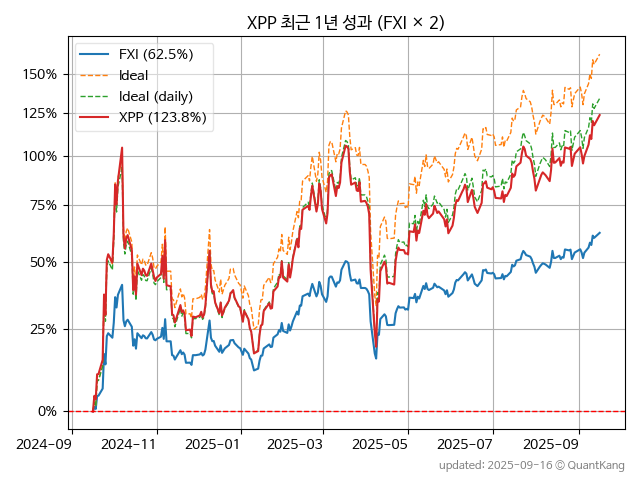 XPP 최근 1년 성과 (FXI × 2)
FXI (62.5%)
Ideal
Ideal (daily)
XPP (123.8%)
150%
125%
100%
75%
50%
25%
0%
2024-09 2024-11 2025-01 2025-03 2025-05 2025-07 2025-09
updated: 2025-09-16 © QuantKang